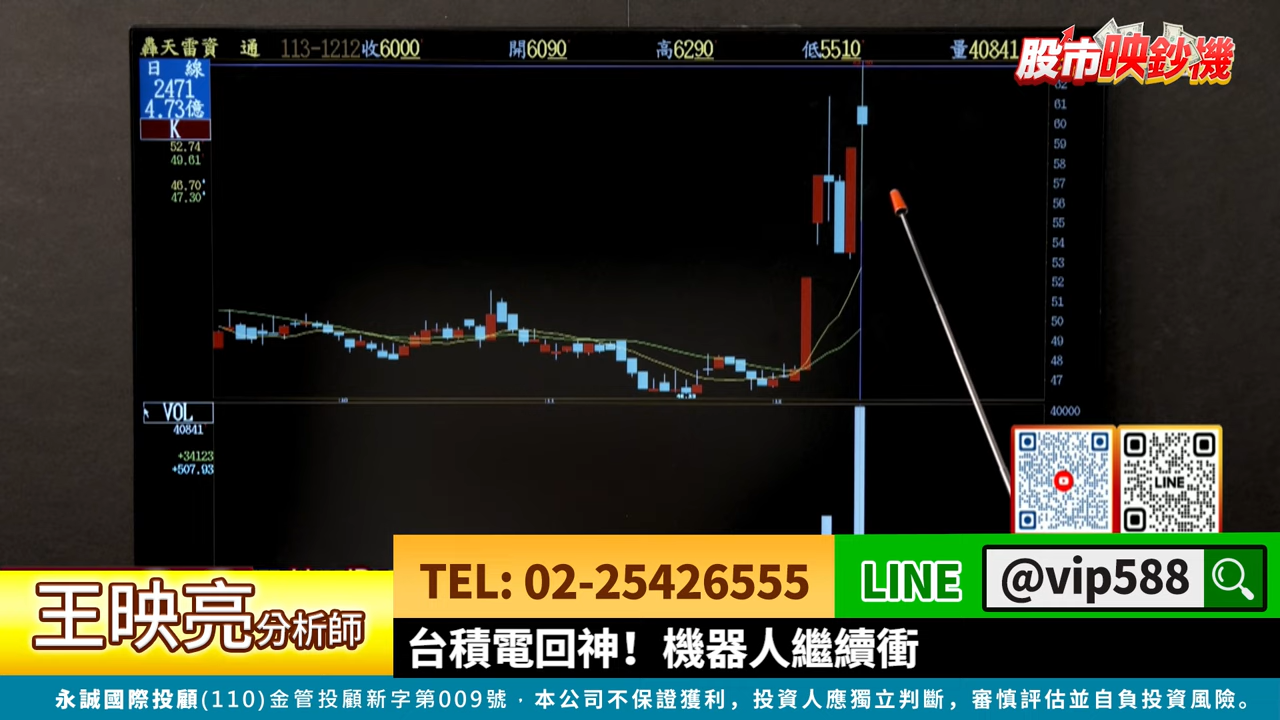 轟天雷資 通 113-1212收6000 開6090 高6290 低5510 量40841
股市映鈔機
日 線
2471
4.73億
K
52.74
49.61
46.70
47.30
62
61
60
59
58
57
56
55
54
53
52
51
50
49
48
47
VOL
40841
+34123
+507.93
40000
LINE
TEL: 02-25426555
LINE @vip588
王映亮分析師
台積電回神！機器人繼續衝
永誠國際投顧(110)金管投顧新字第009號，本公司不保證獲利，投資人應獨立判斷，審慎評估並自負投資風險。